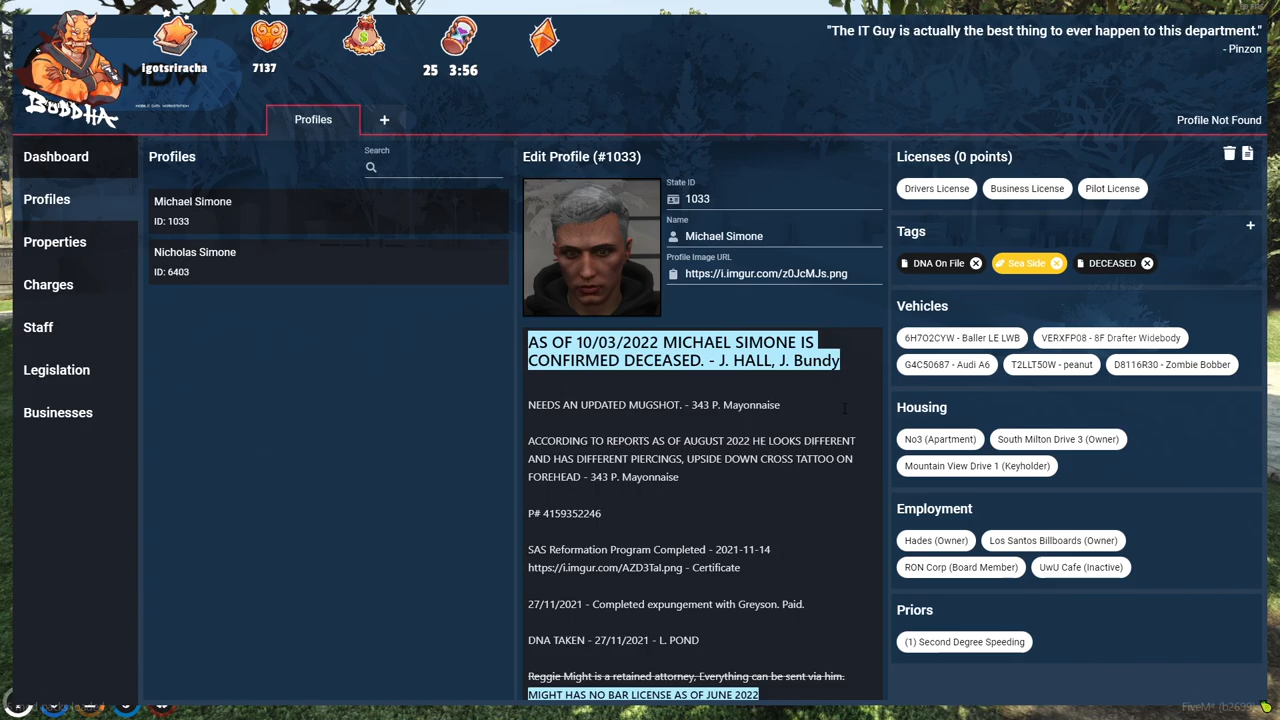 "The IT Guy is actually the best thing to ever happen to this department."
- Pinzon
igotsriracha
7137
25 3:56
MDW
MOBILE DATA WORKSTATION
BUDDHA
Profiles
+
Profile Not Found
Dashboard
Profiles
Properties
Charges
Staff
Legislation
Businesses
Profiles
Search
Michael Simone
ID: 1033
Nicholas Simone
ID: 6403
Edit Profile (#1033)
State ID
1033
Name
Michael Simone
Profile Image URL
https://i.imgur.com/z0JcMJs.png
AS OF 10/03/2022 MICHAEL SIMONE IS
CONFIRMED DECEASED. - J. HALL, J. Bundy
NEEDS AN UPDATED MUGSHOT. - 343 P. Mayonnaise
ACCORDING TO REPORTS AS OF AUGUST 2022 HE LOOKS DIFFERENT
AND HAS DIFFERENT PIERCINGS, UPSIDE DOWN CROSS TATTOO ON
FOREHEAD - 343 P. Mayonnaise
P# 4159352246
SAS Reformation Program Completed - 2021-11-14
https://i.imgur.com/AZD3TaI.png - Certificate
27/11/2021 - Completed expungement with Greyson. Paid.
DNA TAKEN - 27/11/2021 - L. POND
Reggie Might is a retained attorney, Everything can be sent via him.
MIGHT HAS NO BAR LICENSE AS OF JUNE 2022
Licenses (0 points)
Drivers License Business License Pilot License
Tags
+
DNA On File Sea Side DECEASED
Vehicles
6H7O2CYW - Baller LE LWB VERXFP08 - 8F Drafter Widebody
G4C50687 - Audi A6 T2LLT50W - peanut D8116R30 - Zombie Bobber
Housing
No3 (Apartment) South Milton Drive 3 (Owner)
Mountain View Drive 1 (Keyholder)
Employment
Hades (Owner) Los Santos Billboards (Owner)
RON Corp (Board Member) UwU Cafe (Inactive)
Priors
(1) Second Degree Speeding
FiveM® (b2699)